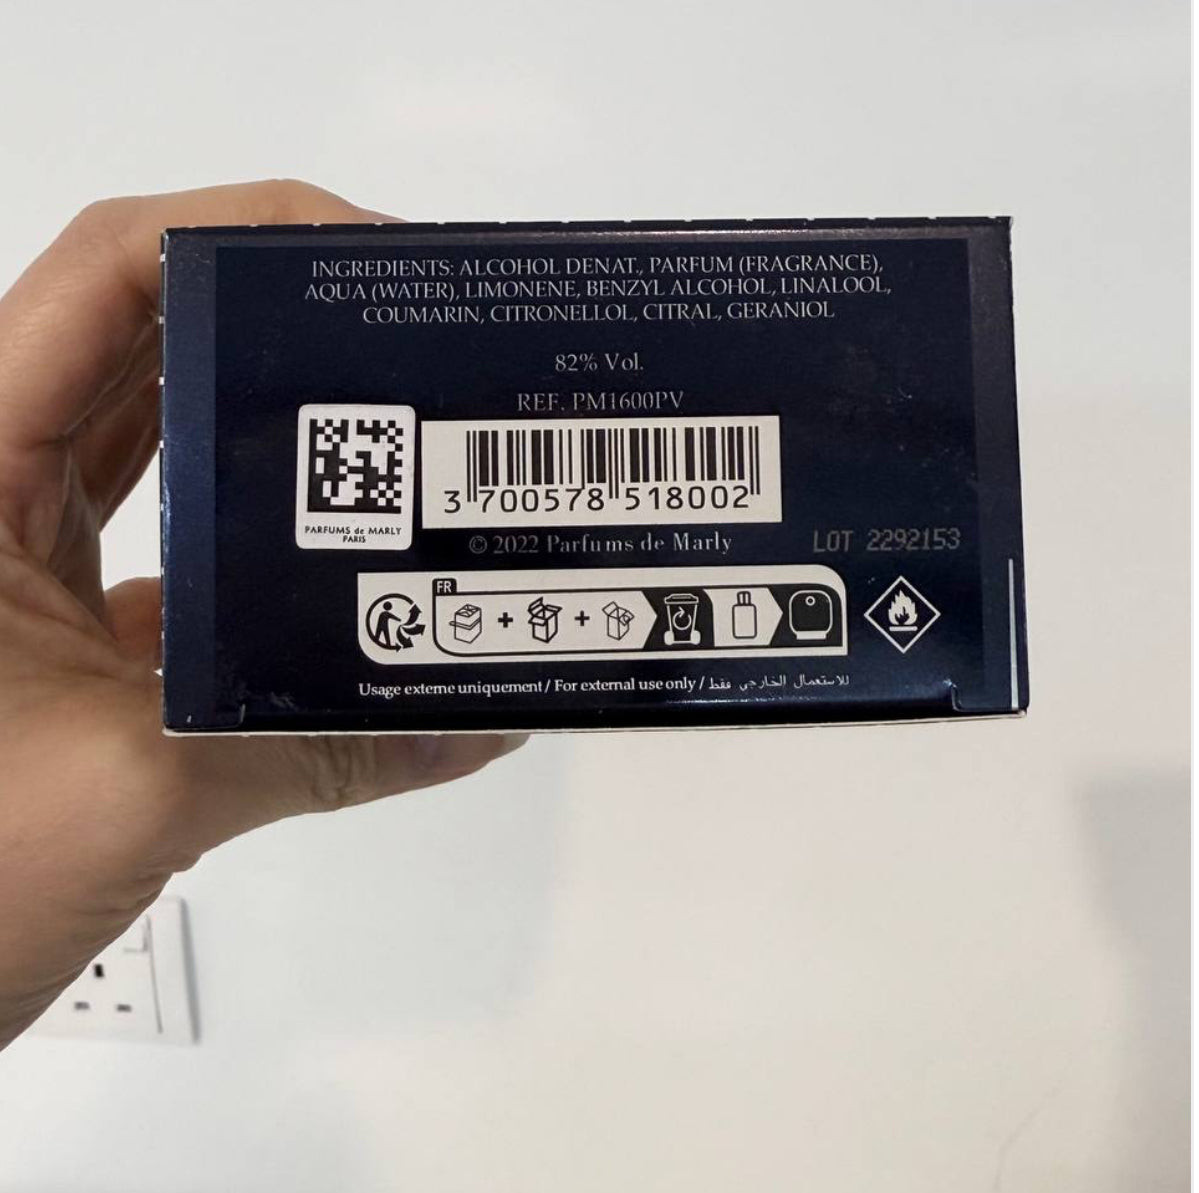 INGREDIENTS: ALCOHOL DENAT., PARFUM (FRAGRANCE),
AQUA (WATER), LIMONENE, BENZYL ALCOHOL, LINALOOL,
COUMARIN, CITRONELLOL, CITRAL, GERANIOL
82% Vol.
REF. PM1600PV
PARFUMS de MARLY
PARIS
3 700578 518002
© 2022 Parfums de Marly
LOT 2292153
FR
Usage externe uniquement / For external use only / للاستعمال الخارجي فقط